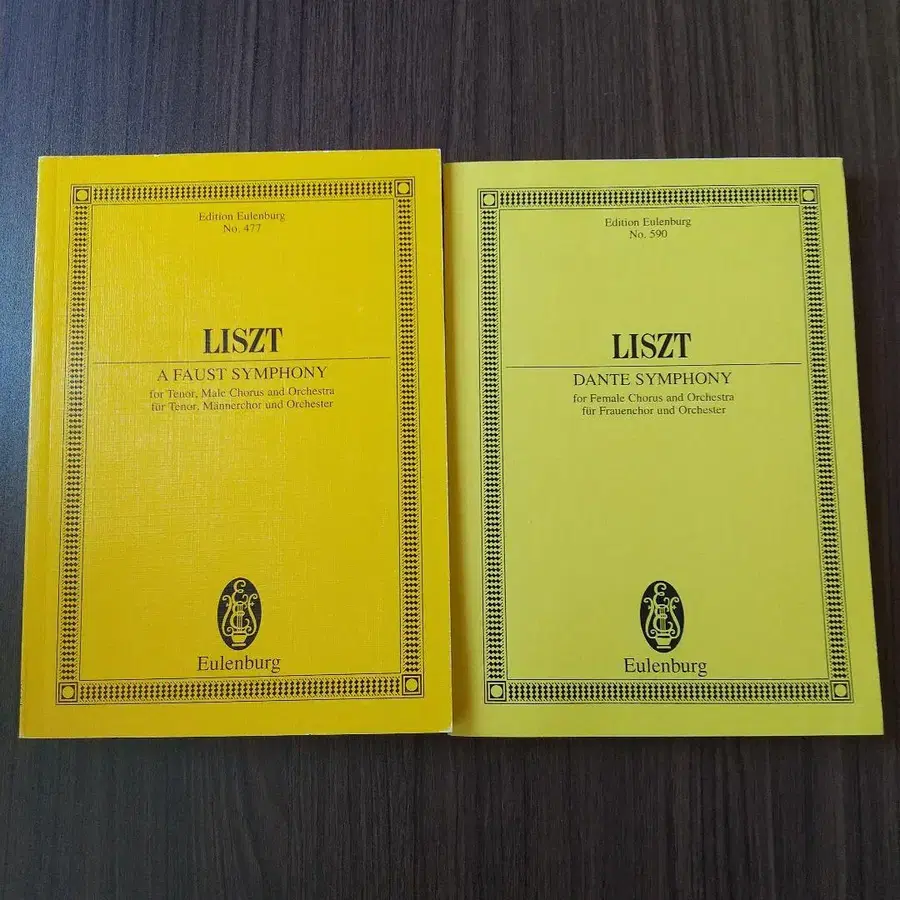 Edition Eulenburg
No. 477
LISZT
A FAUST SYMPHONY
for Tenor, Male Chorus and Orchestra
für Tenor, Männerchor und Orchester
Eulenburg
Edition Eulenburg
No. 590
LISZT
DANTE SYMPHONY
for Female Chorus and Orchestra
für Frauenchor und Orchester
Eulenburg